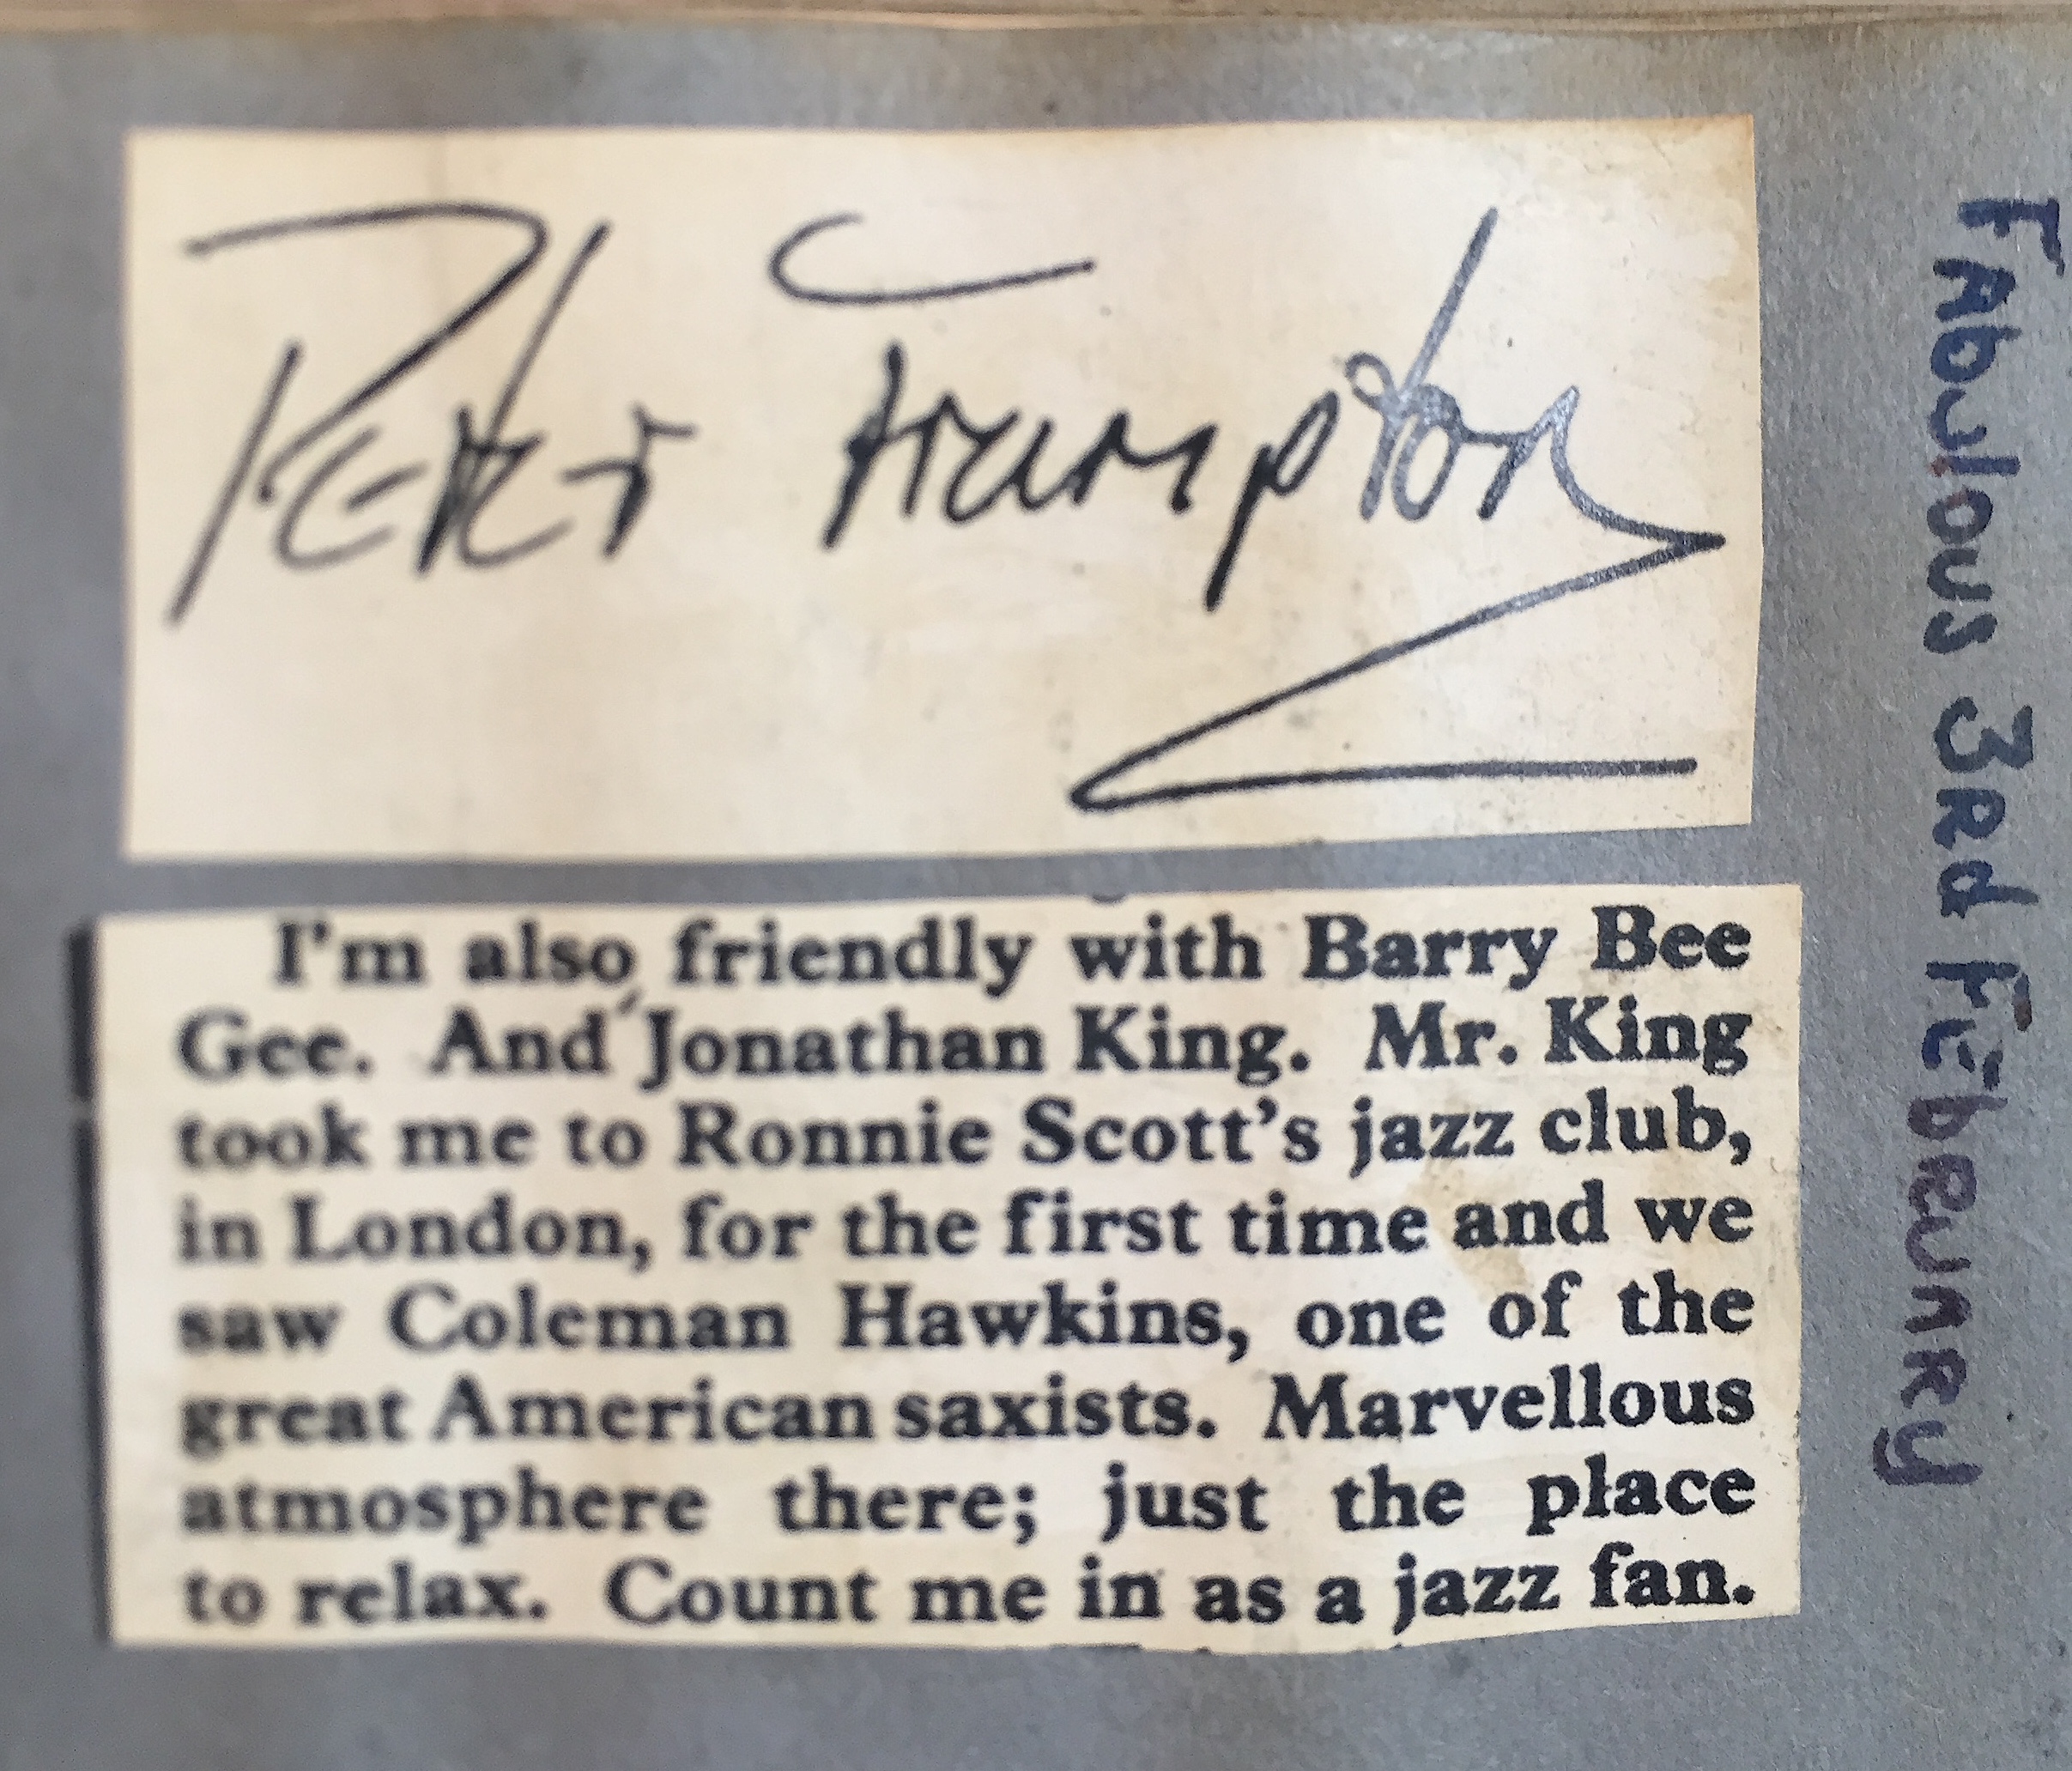 Peter Frampton
I'm also friendly with Barry Bee
Gee. And Jonathan King. Mr. King
took me to Ronnie Scott's jazz club,
in London, for the first time and we
saw Coleman Hawkins, one of the
great American saxists. Marvellous
atmosphere there; just the place
to relax. Count me in as a jazz fan.
Fabulous 3rd February